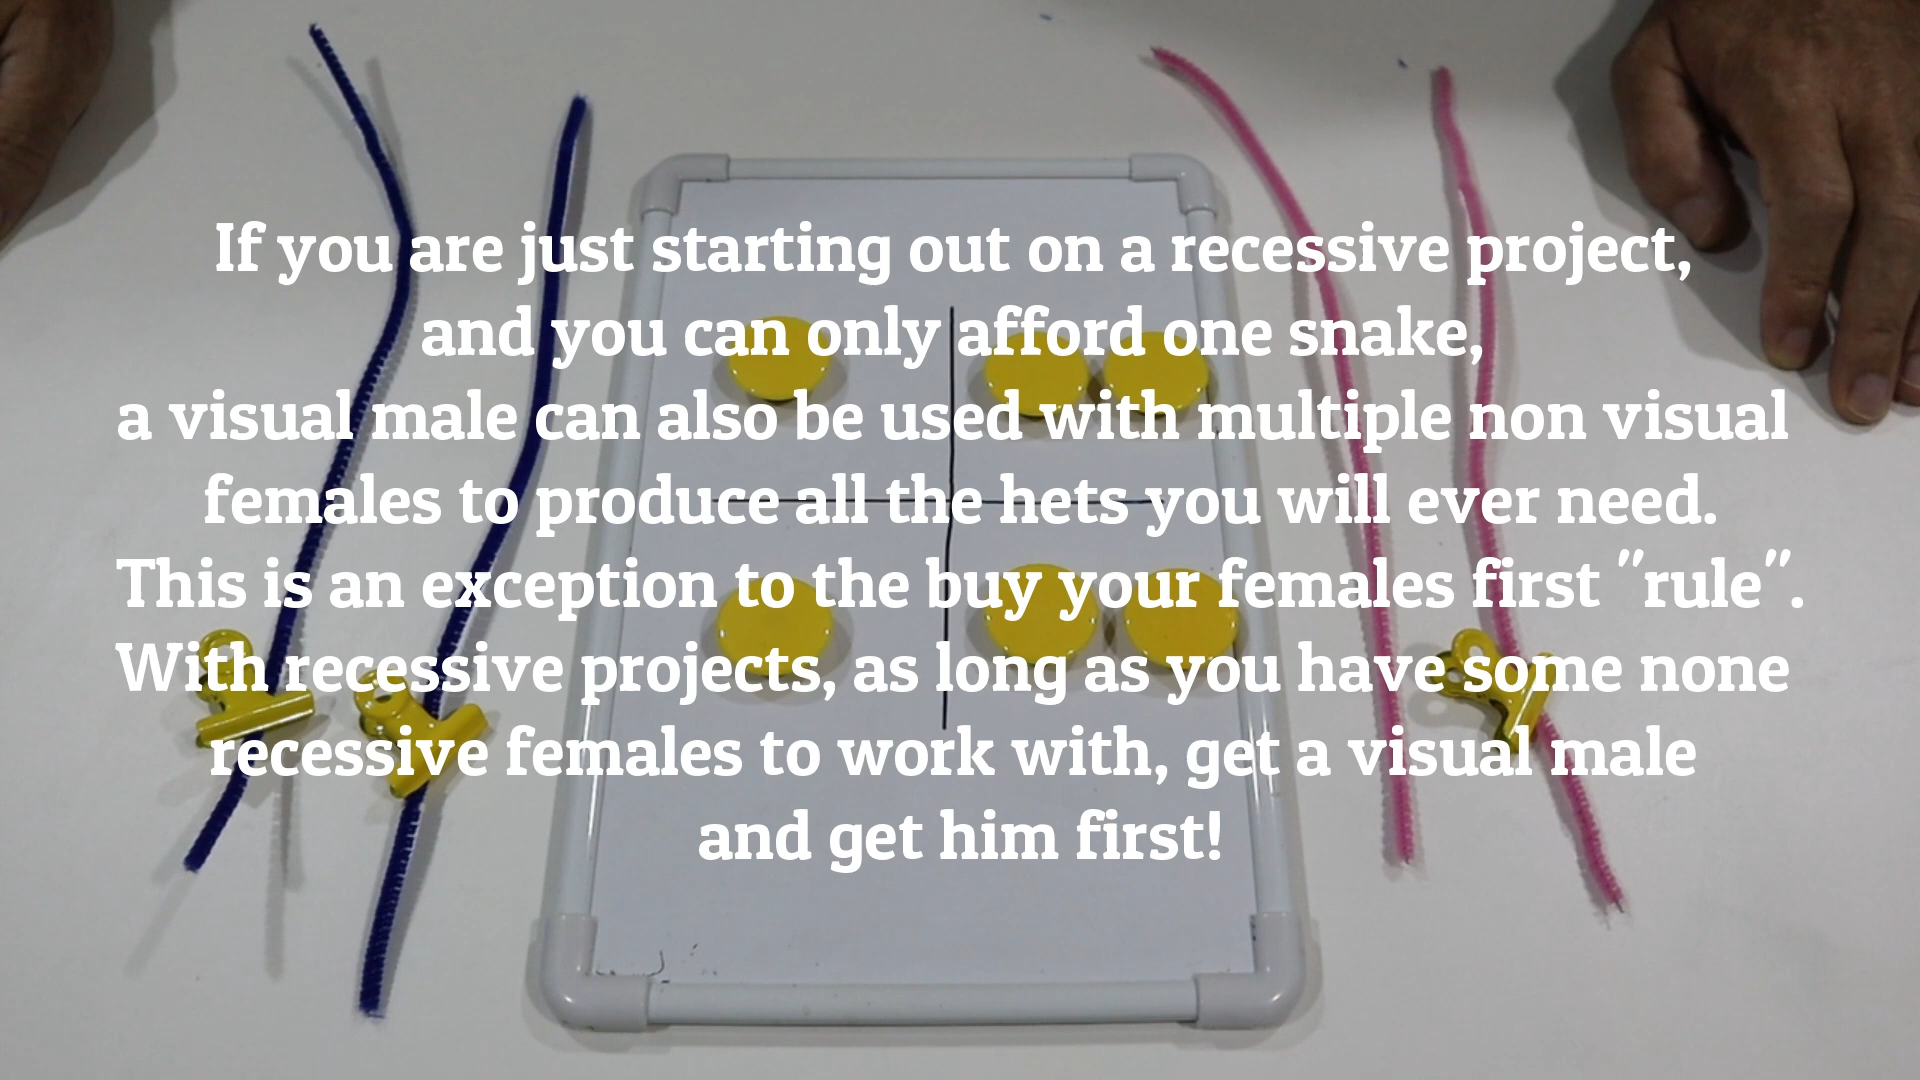 If you are just starting out on a recessive project,
and you can only afford one snake,
a visual male can also be used with multiple non visual
females to produce all the hets you will ever need.
This is an exception to the buy your females first "rule".
With recessive projects, as long as you have some none
recessive females to work with, get a visual male
and get him first!